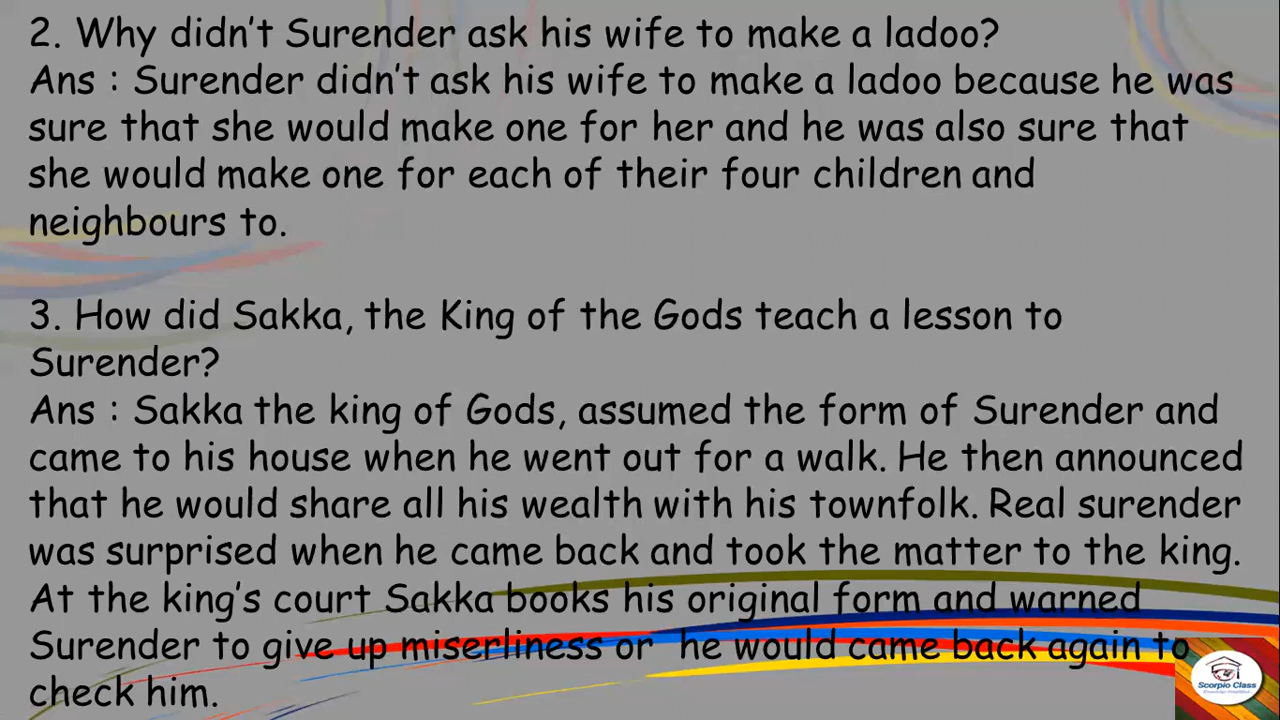 2. Why didn't Surender ask his wife to make a ladoo?
Ans : Surender didn't ask his wife to make a ladoo because he was
sure that she would make one for her and he was also sure that
she would make one for each of their four children and
neighbours to.
3. How did Sakka, the King of the Gods teach a lesson to
Surender?
Ans : Sakka the king of Gods, assumed the form of Surender and
came to his house when he went out for a walk. He then announced
that he would share all his wealth with his townfolk. Real surender
was surprised when he came back and took the matter to the king.
At the king's court Sakka books his original form and warned
Surender to give up miserliness or he would came back again to
check him.
Scorpio Class